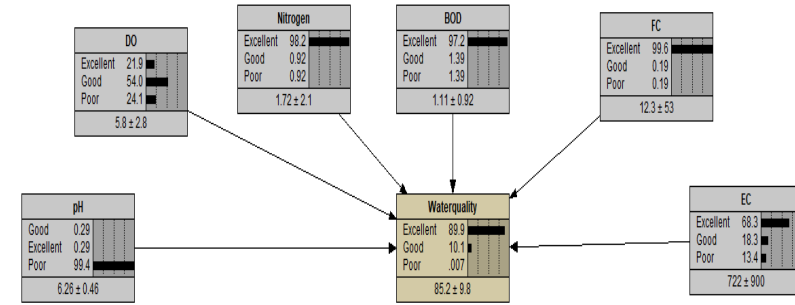 Nitrogen
Excellent 98.2
Good 0.92
Poor 0.92
1.72 ± 2.1
BOD
Excellent 97.2
Good 1.39
Poor 1.39
1.11 ± 0.92
FC
Excellent 99.6
Good 0.19
Poor 0.19
12.3 ± 53
DO
Excellent 21.9
Good 54.0
Poor 24.1
5.8 ± 2.8
pH
Good 0.29
Excellent 0.29
Poor 99.4
6.26 ± 0.46
Waterquality
Excellent 89.9
Good 10.1
Poor .007
85.2 ± 9.8
EC
Excellent 68.3
Good 18.3
Poor 13.4
722 ± 900